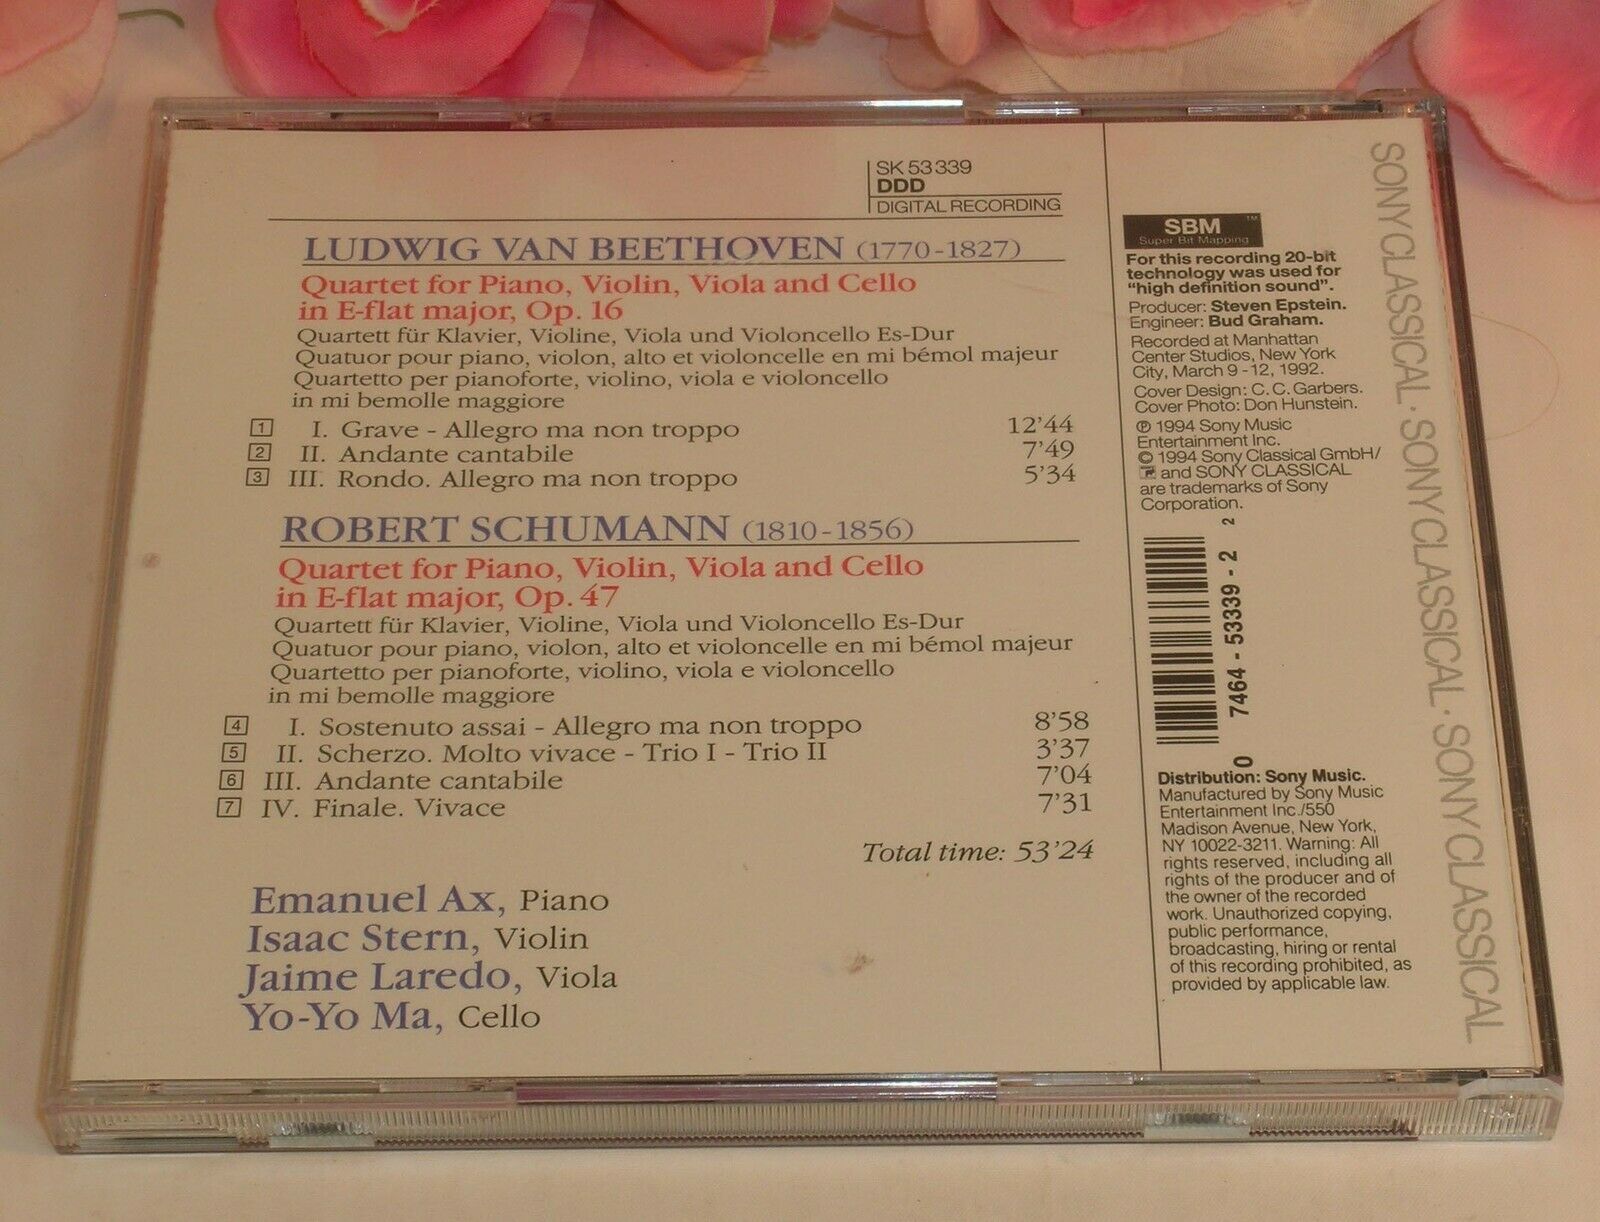 SK 53339
DDD
DIGITAL RECORDING
LUDWIG VAN BEETHOVEN (1770-1827)
Quartet for Piano, Violin, Viola and Cello
in E-flat major, Op. 16
Quartett für Klavier, Violine, Viola und Violoncello Es-Dur
Quatuor pour piano, violon, alto et violoncelle en mi bémol majeur
Quartetto per pianoforte, violino, viola e violoncello
in mi bemolle maggiore
1 I. Grave - Allegro ma non troppo 12'44
2 II. Andante cantabile 7'49
3 III. Rondo. Allegro ma non troppo 5'34
ROBERT SCHUMANN (1810-1856)
Quartet for Piano, Violin, Viola and Cello
in E-flat major, Op. 47
Quartett für Klavier, Violine, Viola und Violoncello Es-Dur
Quatuor pour piano, violon, alto et violoncelle en mi bémol majeur
Quartetto per pianoforte, violino, viola e violoncello
in mi bemolle maggiore
4 I. Sostenuto assai - Allegro ma non troppo 8'58
5 II. Scherzo. Molto vivace - Trio I - Trio II 3'37
6 III. Andante cantabile 7'04
7 IV. Finale. Vivace 7'31
Total time: 53'24
Emanuel Ax, Piano
Isaac Stern, Violin
Jaime Laredo, Viola
Yo-Yo Ma, Cello
SBM ™
Super Bit Mapping
For this recording 20-bit
technology was used for
"high definition sound".
Producer: Steven Epstein.
Engineer: Bud Graham.
Recorded at Manhattan
Center Studios, New York
City, March 9-12, 1992.
Cover Design: C. C. Garbers.
Cover Photo: Don Hunstein.
℗ 1994 Sony Music
Entertainment Inc.
© 1994 Sony Classical GmbH/
and SONY CLASSICAL
are trademarks of Sony
Corporation.
0 7464-53339-2 2
Distribution: Sony Music.
Manufactured by Sony Music
Entertainment Inc./550
Madison Avenue, New York,
NY 10022-3211. Warning: All
rights reserved, including all
rights of the producer and of
the owner of the recorded
work. Unauthorized copying,
public performance,
broadcasting, hiring or rental
of this recording prohibited, as
provided by applicable law.
SONY CLASSICAL · SONY CLASSICAL · SONY CLASSICAL